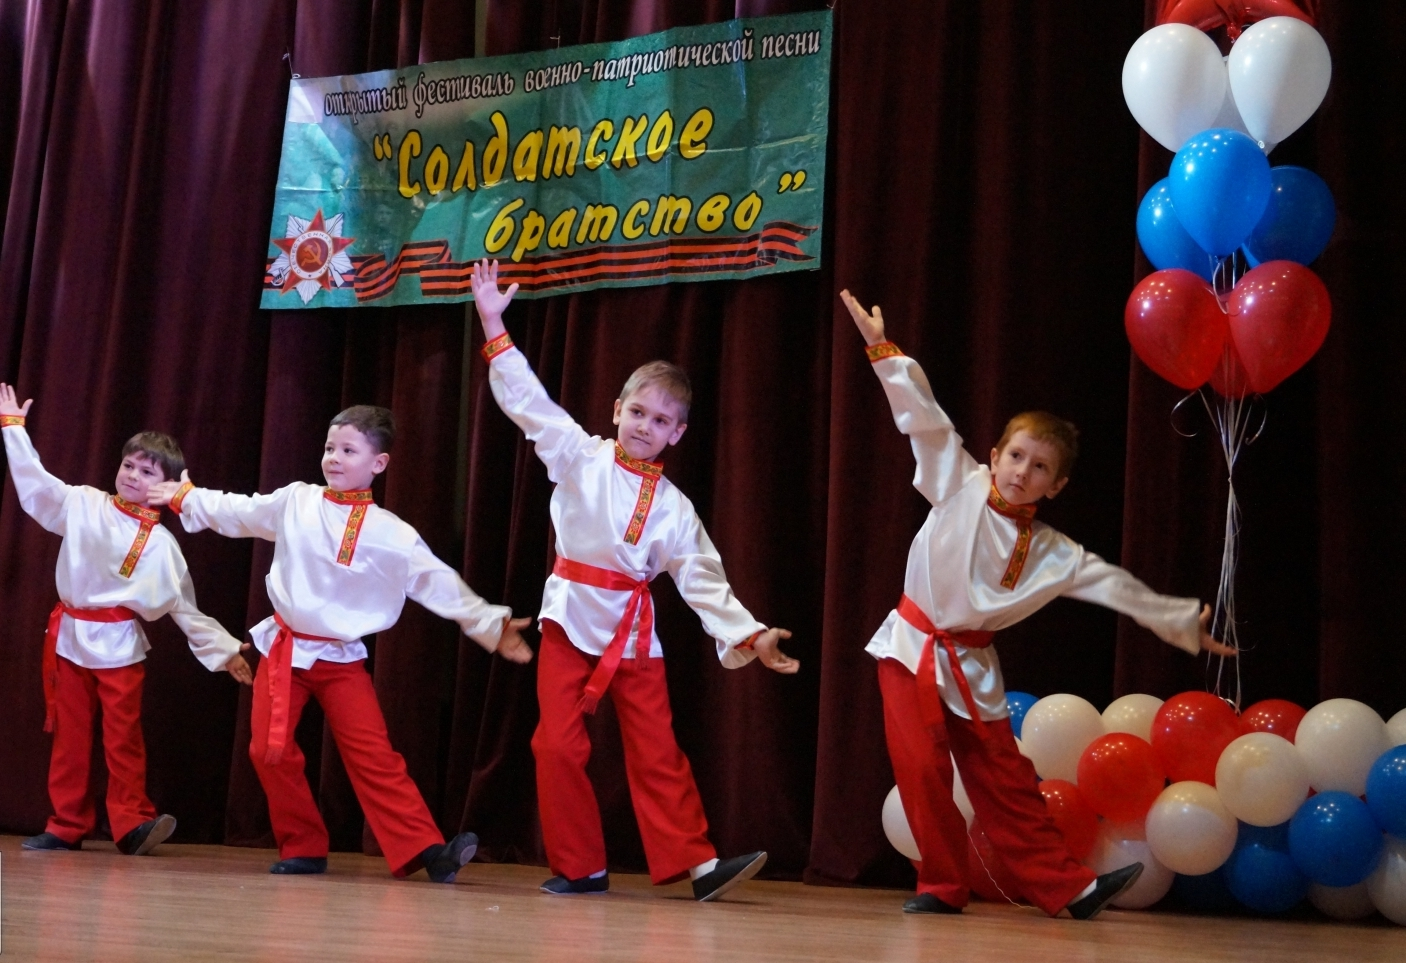 открытый фестиваль военно-патриотической песни
"Солдатское
братство"